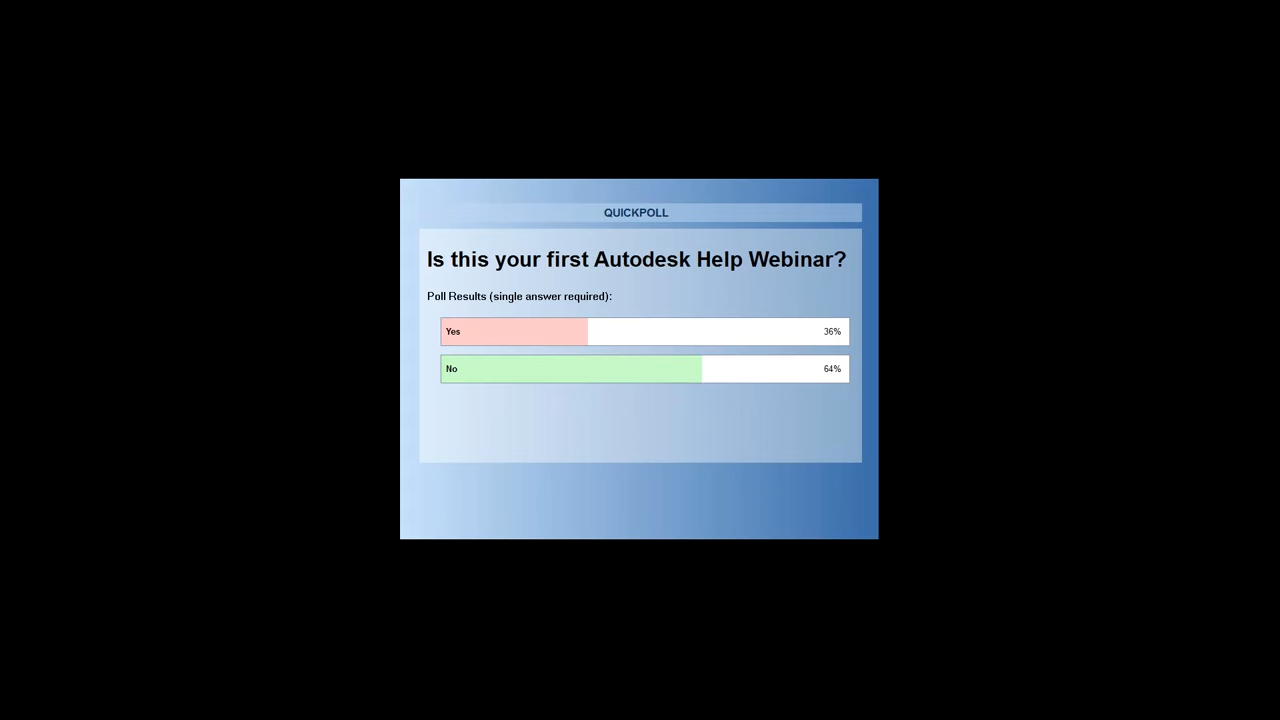 QUICKPOLL
Is this your first Autodesk Help Webinar?
Poll Results (single answer required):
Yes 36%
No 64%